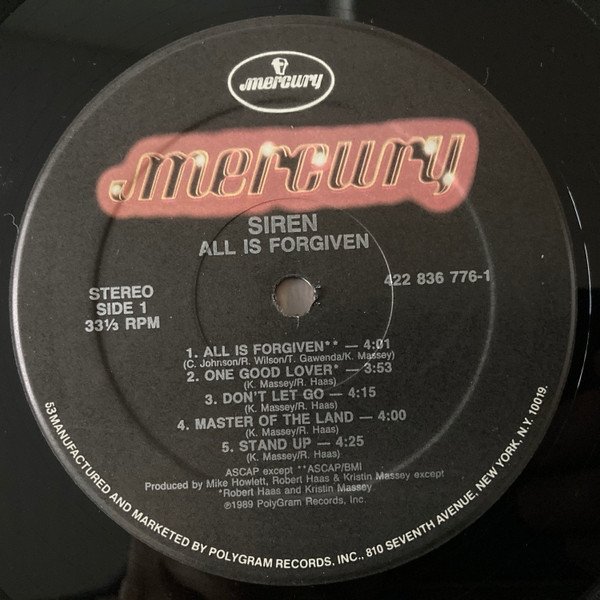 mercury
mercury
SIREN
ALL IS FORGIVEN
422 836 776-1
STEREO
SIDE 1
33⅓ RPM
1. ALL IS FORGIVEN** — 4:01
(C. Johnson/R. Wilson/T. Gawenda/K. Massey)
2. ONE GOOD LOVER* — 3:53
(K. Massey/R. Haas)
3. DON'T LET GO — 4:15
(K. Massey/R. Haas)
4. MASTER OF THE LAND — 4:00
(K. Massey/R. Haas)
5. STAND UP — 4:25
(K. Massey/R. Haas)
ASCAP except **ASCAP/BMI
Produced by Mike Howlett, Robert Haas & Kristin Massey except
*Robert Haas and Kristin Massey
℗1989 PolyGram Records, Inc.
53 MANUFACTURED AND MARKETED BY POLYGRAM RECORDS, INC., 810 SEVENTH AVENUE, NEW YORK, N.Y. 10019.